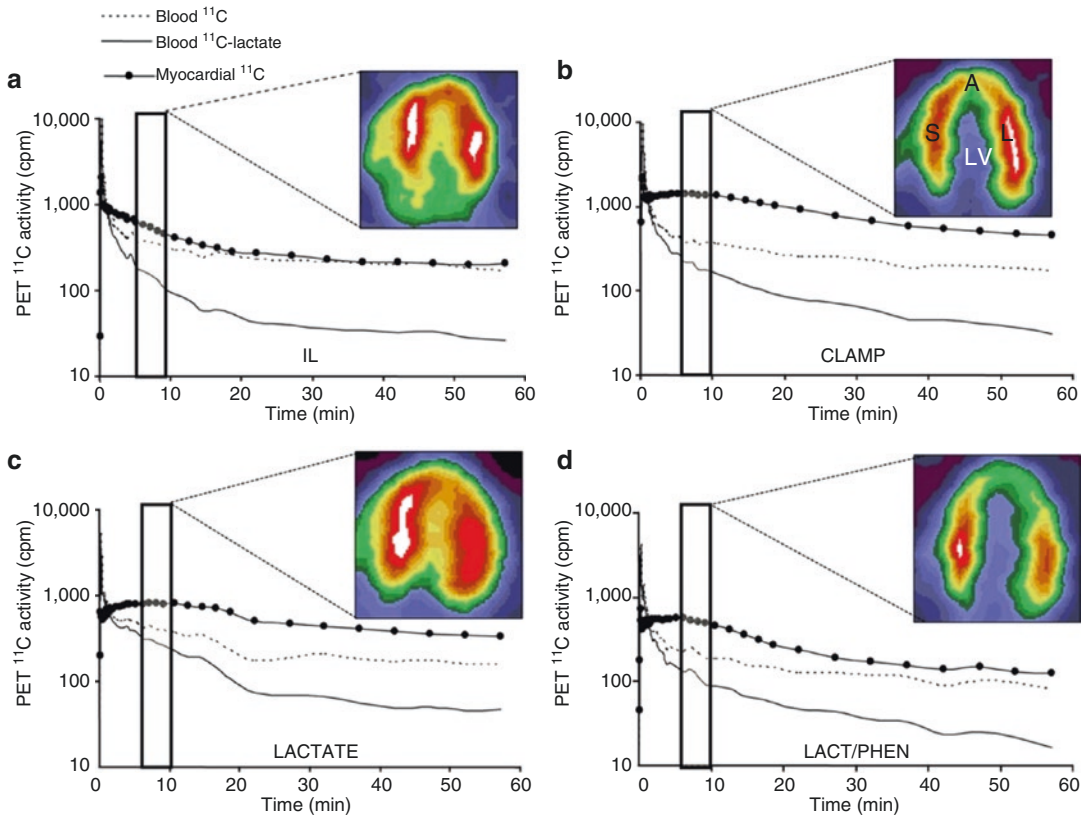 Blood ¹¹C
Blood ¹¹C-lactate
Myocardial ¹¹C
a
PET ¹¹C activity (cpm)
10,000
1,000
100
10
IL
0 10 20 30 40 50 60
Time (min)
b
A
S L
LV
PET ¹¹C activity (cpm)
10,000
1,000
100
10
CLAMP
0 10 20 30 40 50 60
Time (min)
c
PET ¹¹C activity (cpm)
10,000
1,000
100
10
LACTATE
0 10 20 30 40 50 60
Time (min)
d
PET ¹¹C activity (cpm)
10,000
1,000
100
10
LACT/PHEN
0 10 20 30 40 50 60
Time (min)